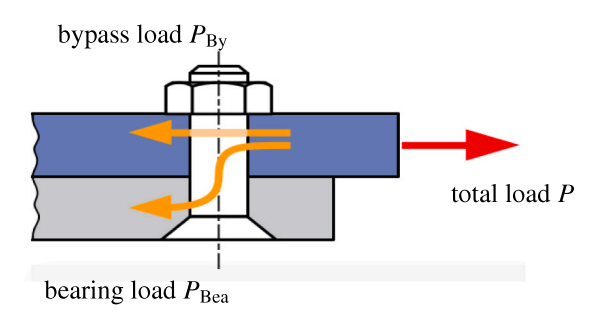 bypass load P_By
total load P
bearing load P_Bea